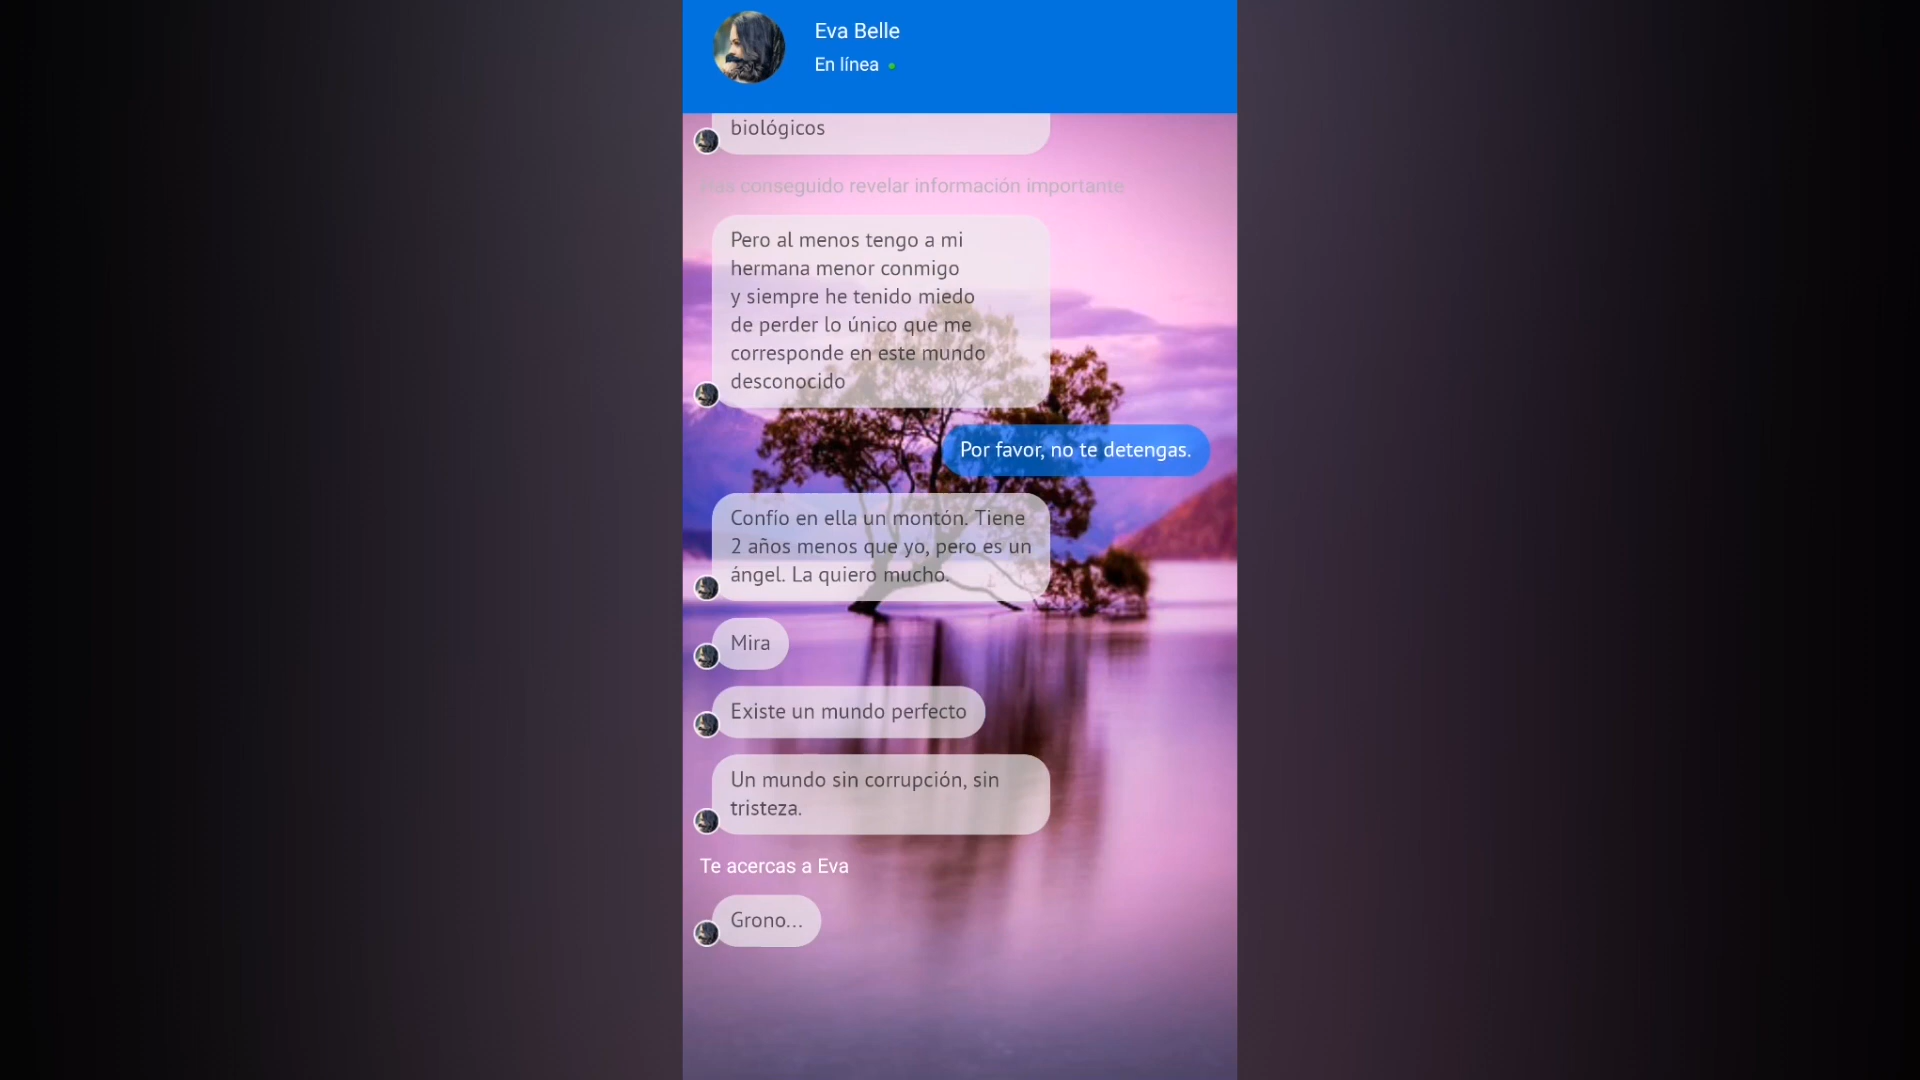 Eva Belle
En línea
biológicos
Has conseguido revelar información importante
Pero al menos tengo a mi
hermana menor conmigo
y siempre he tenido miedo
de perder lo único que me
corresponde en este mundo
desconocido
Por favor, no te detengas.
Confío en ella un montón. Tiene
2 años menos que yo, pero es un
ángel. La quiero mucho.
Mira
Existe un mundo perfecto
Un mundo sin corrupción, sin
tristeza.
Te acercas a Eva
Grono...